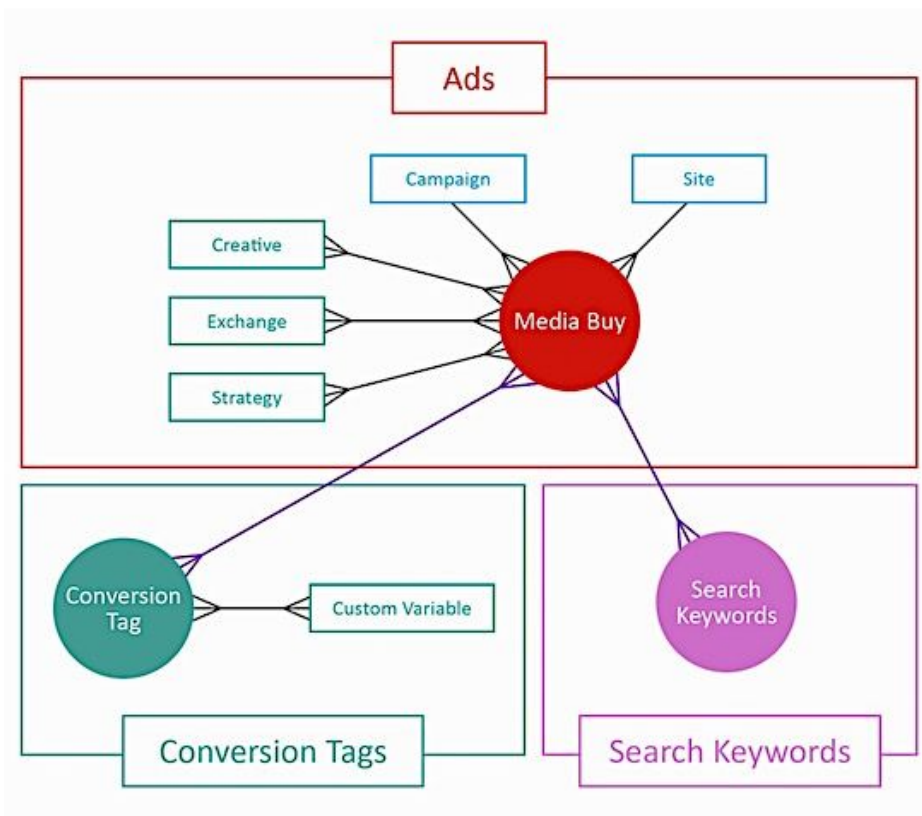 Ads
Campaign
Site
Creative
Exchange
Media Buy
Strategy
Conversion
Tag
Custom Variable
Search
Keywords
Conversion Tags
Search Keywords